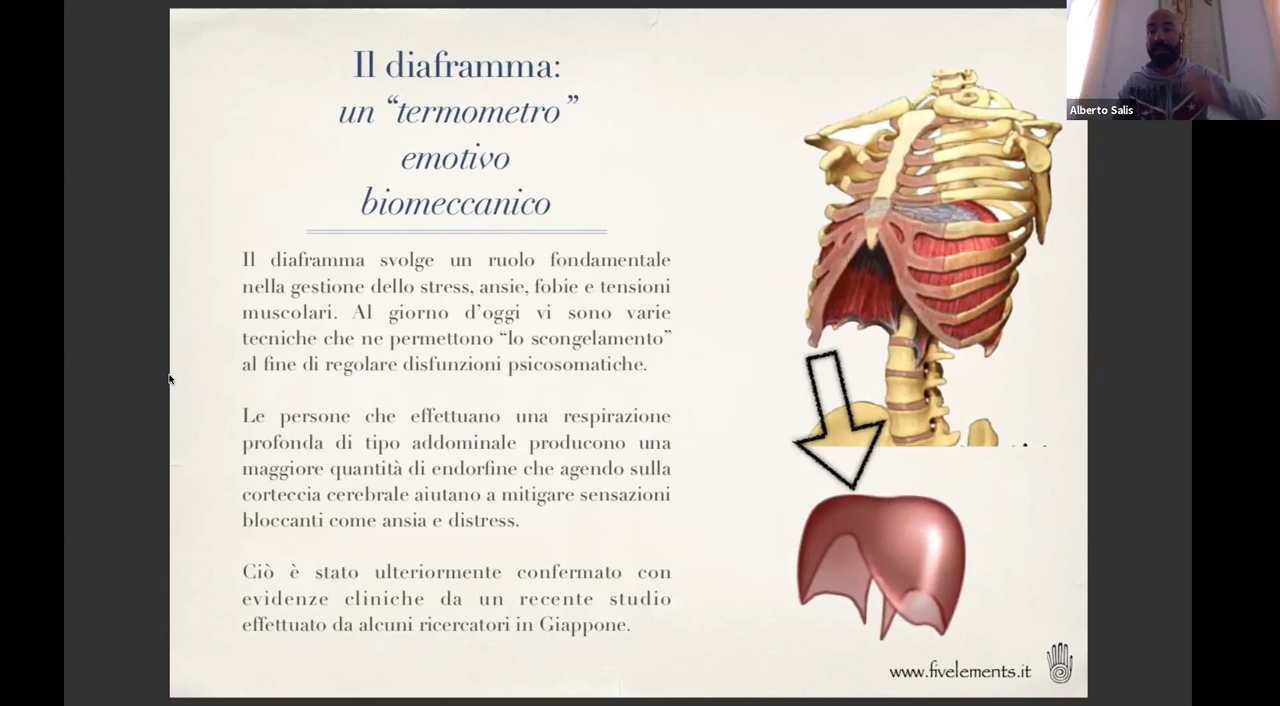 Il diaframma:
un “termometro”
emotivo
biomeccanico
Il diaframma svolge un ruolo fondamentale
nella gestione dello stress, ansie, fobie e tensioni
muscolari. Al giorno d’oggi vi sono varie
tecniche che ne permettono “lo scongelamento”
al fine di regolare disfunzioni psicosomatiche.
Le persone che effettuano una respirazione
profonda di tipo addominale producono una
maggiore quantità di endorfine che agendo sulla
corteccia cerebrale aiutano a mitigare sensazioni
bloccanti come ansia e distress.
Ciò è stato ulteriormente confermato con
evidenze cliniche da un recente studio
effettuato da alcuni ricercatori in Giappone.
www.fivelements.it
Alberto Salis